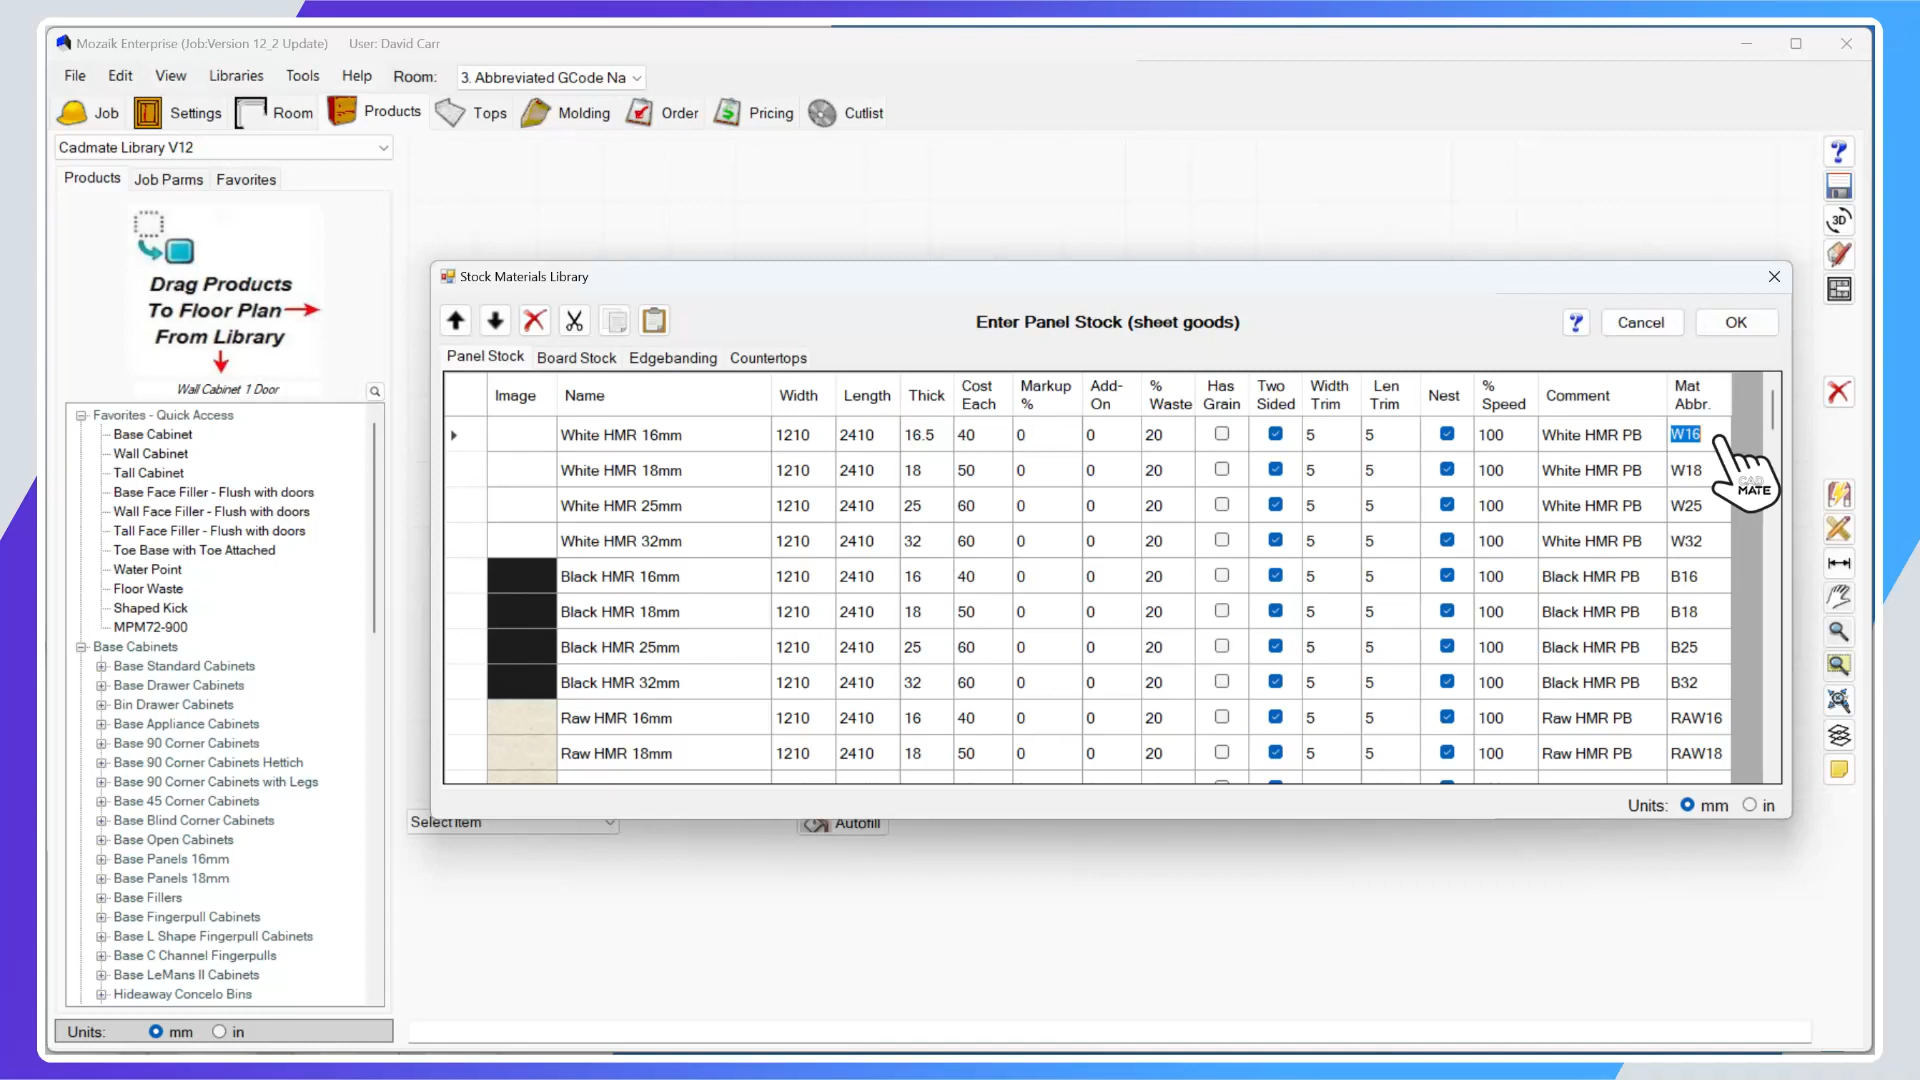 Mozaik Enterprise (Job:Version 12_2 Update) User: David Carr
File Edit View Libraries Tools Help Room: 3. Abbreviated GCode Na
Job Settings Room Products Tops Molding Order Pricing Cutlist
Cadmate Library V12
Products Job Parms Favorites
Drag Products
To Floor Plan
From Library
Wall Cabinet 1 Door
Favorites - Quick Access
Base Cabinet
Wall Cabinet
Tall Cabinet
Base Face Filler - Flush with doors
Wall Face Filler - Flush with doors
Tall Face Filler - Flush with doors
Toe Base with Toe Attached
Water Point
Floor Waste
Shaped Kick
MPM72-900
Base Cabinets
Base Standard Cabinets
Base Drawer Cabinets
Bin Drawer Cabinets
Base Appliance Cabinets
Base 90 Corner Cabinets
Base 90 Corner Cabinets Hettich
Base 90 Corner Cabinets with Legs
Base 45 Corner Cabinets
Base Blind Corner Cabinets
Base Open Cabinets
Base Panels 16mm
Base Panels 18mm
Base Fillers
Base Fingerpull Cabinets
Base L Shape Fingerpull Cabinets
Base C Channel Fingerpulls
Base LeMans II Cabinets
Hideaway Concelo Bins
Units: mm in
Stock Materials Library
Enter Panel Stock (sheet goods)
? Cancel OK
Panel Stock Board Stock Edgebanding Countertops
Image Name Width Length Thick Cost Each Markup % Add-On % Waste Has Grain Two Sided Width Trim Len Trim Nest % Speed Comment Mat Abbr.
White HMR 16mm 1210 2410 16.5 40 0 0 20 5 5 100 White HMR PB W16
White HMR 18mm 1210 2410 18 50 0 0 20 5 5 100 White HMR PB W18
White HMR 25mm 1210 2410 25 60 0 0 20 5 5 100 White HMR PB W25
White HMR 32mm 1210 2410 32 60 0 0 20 5 5 100 White HMR PB W32
Black HMR 16mm 1210 2410 16 40 0 0 20 5 5 100 Black HMR PB B16
Black HMR 18mm 1210 2410 18 50 0 0 20 5 5 100 Black HMR PB B18
Black HMR 25mm 1210 2410 25 60 0 0 20 5 5 100 Black HMR PB B25
Black HMR 32mm 1210 2410 32 60 0 0 20 5 5 100 Black HMR PB B32
Raw HMR 16mm 1210 2410 16 40 0 0 20 5 5 100 Raw HMR PB RAW16
Raw HMR 18mm 1210 2410 18 50 0 0 20 5 5 100 Raw HMR PB RAW18
Units: mm in
CAD
MATE
Select Item
Autofill
?
3D